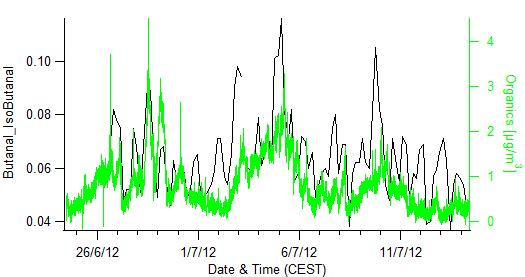 Butanal_IsoButanal
0.10
0.08
0.06
0.04
4
3
2
1
0
Organics [µg/m³]
26/6/12 1/7/12 6/7/12 11/7/12
Date & Time (CEST)